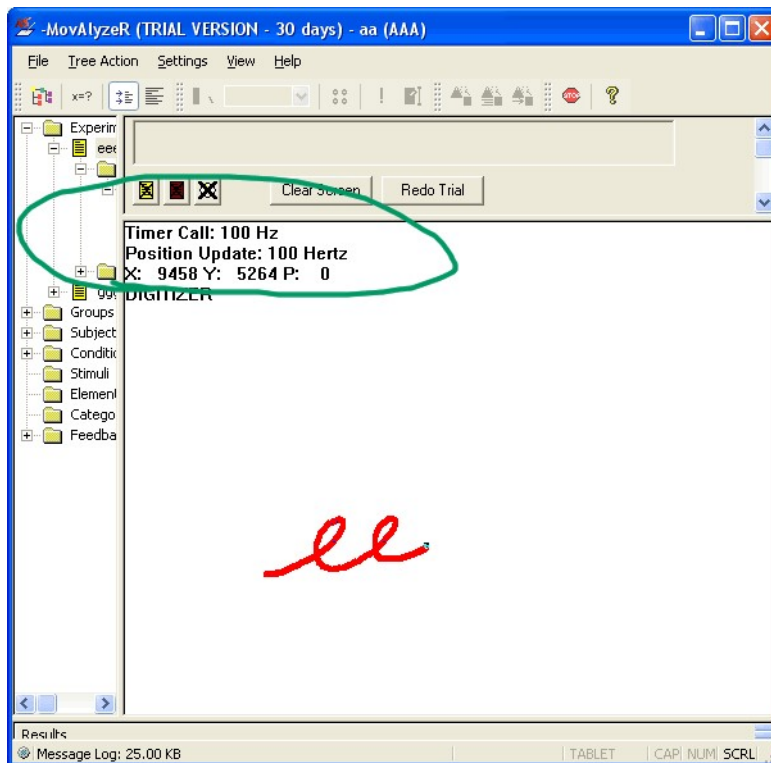 -MovAlyzeR (TRIAL VERSION - 30 days) - aa (AAA)
File Tree Action Settings View Help
x=?
STOP
Experim
eee
Clear Screen Redo Trial
Timer Call: 100 Hz
Position Update: 100 Hertz
X: 9458 Y: 5264 P: 0
DIGITIZER
Groups
Subject
Conditic
Stimuli
Element
Catego
Feedba
ee
Results
Message Log: 25.00 KB TABLET CAP NUM SCRL